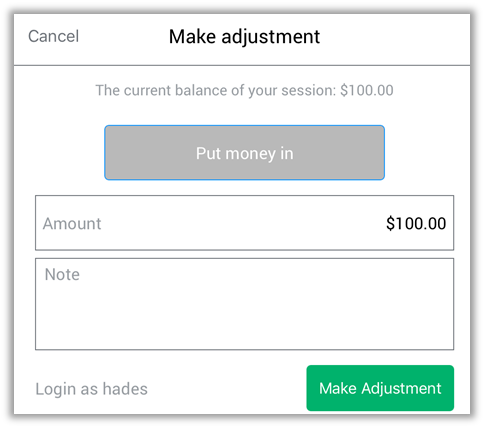 Cancel Make adjustment
The current balance of your session: $100.00
Put money in
Amount $100.00
Note
Login as hades Make Adjustment